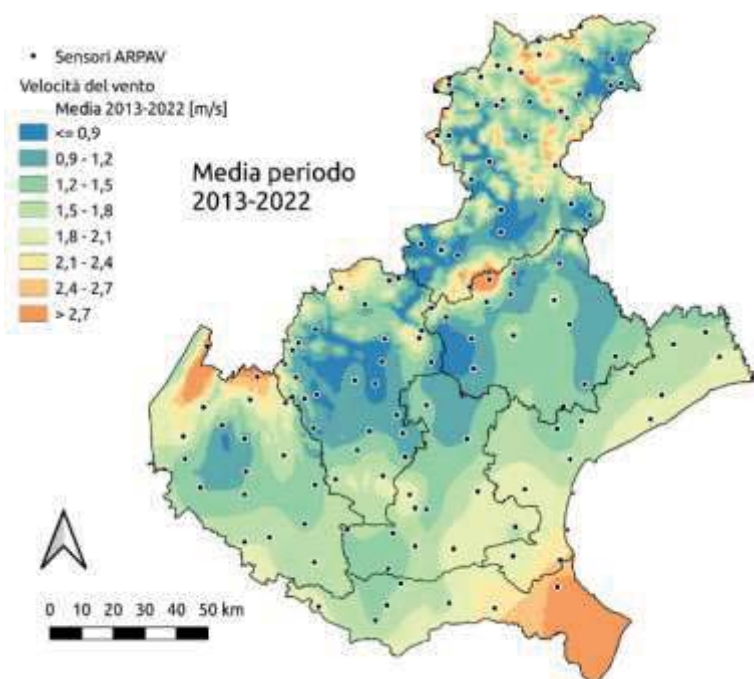 Sensori ARPAV
Velocità del vento
Media 2013-2022 [m/s]
<= 0,9
0,9 - 1,2
1,2 - 1,5
1,5 - 1,8
1,8 - 2,1
2,1 - 2,4
2,4 - 2,7
> 2,7
Media periodo
2013-2022
0 10 20 30 40 50 km